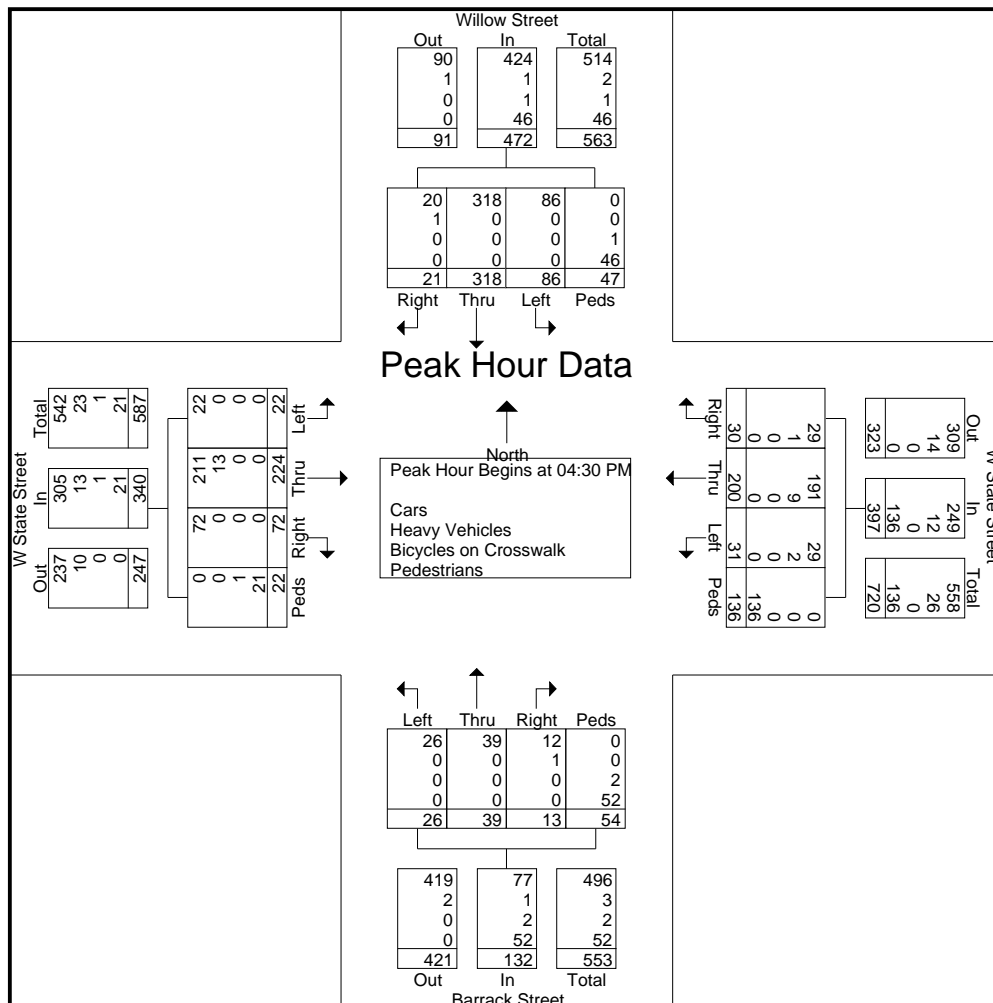 Willow Street
Out In Total
90 424 514
1 1 2
0 1 1
0 46 46
91 472 563
20 318 86 0
1 0 0 0
0 0 0 1
0 0 0 46
21 318 86 47
Right Thru Left Peds
Peak Hour Data
W State Street
Total
542
23
1
21
587
In
305
13
1
21
340
Out
237
10
0
0
247
Left
22
0
0
0
22
Thru
211
13
0
0
224
Right
72
0
0
0
72
Peds
0
0
1
21
22
North
Peak Hour Begins at 04:30 PM
Cars
Heavy Vehicles
Bicycles on Crosswalk
Pedestrians
Right
29
1
0
0
30
Thru
191
9
0
0
200
Left
29
2
0
0
31
Peds
0
0
0
136
136
W State Street
Out
309
14
0
0
323
In
249
12
0
136
397
Total
558
26
0
136
720
Left Thru Right Peds
26 39 12 0
0 0 1 0
0 0 0 2
0 0 0 52
26 39 13 54
419 77 496
2 1 3
0 2 2
0 52 52
421 132 553
Out In Total
Barrack Street